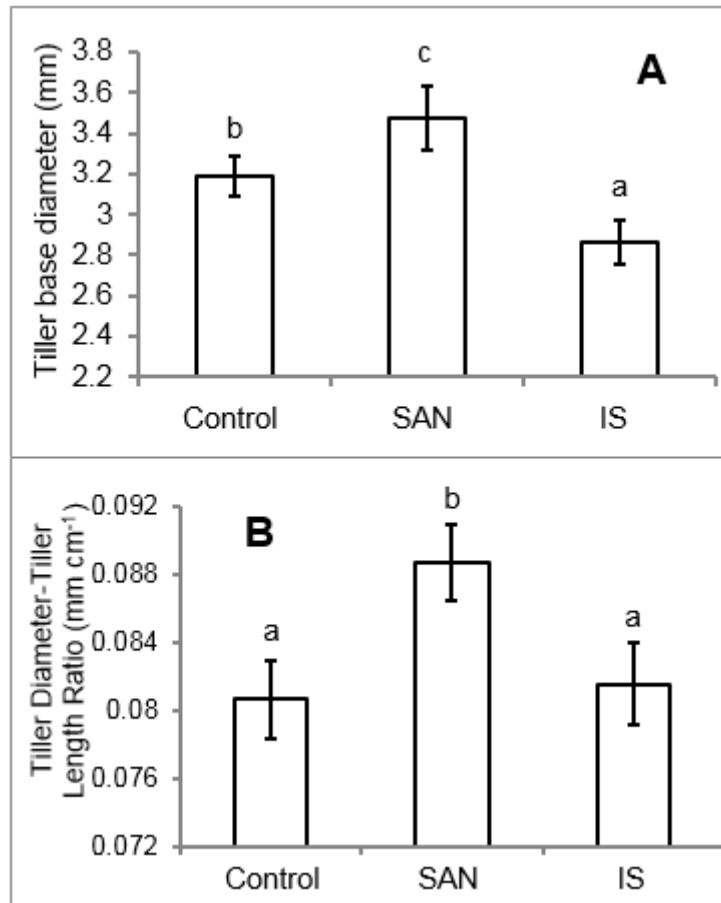 Tiller base diameter (mm)
3.8
3.6
3.4
3.2
3
2.8
2.6
2.4
2.2
b
c
a
A
Control SAN IS
Tiller Diameter-Tiller
Length Ratio (mm cm⁻¹)
0.092
0.088
0.084
0.08
0.076
0.072
B
a
b
a
Control SAN IS